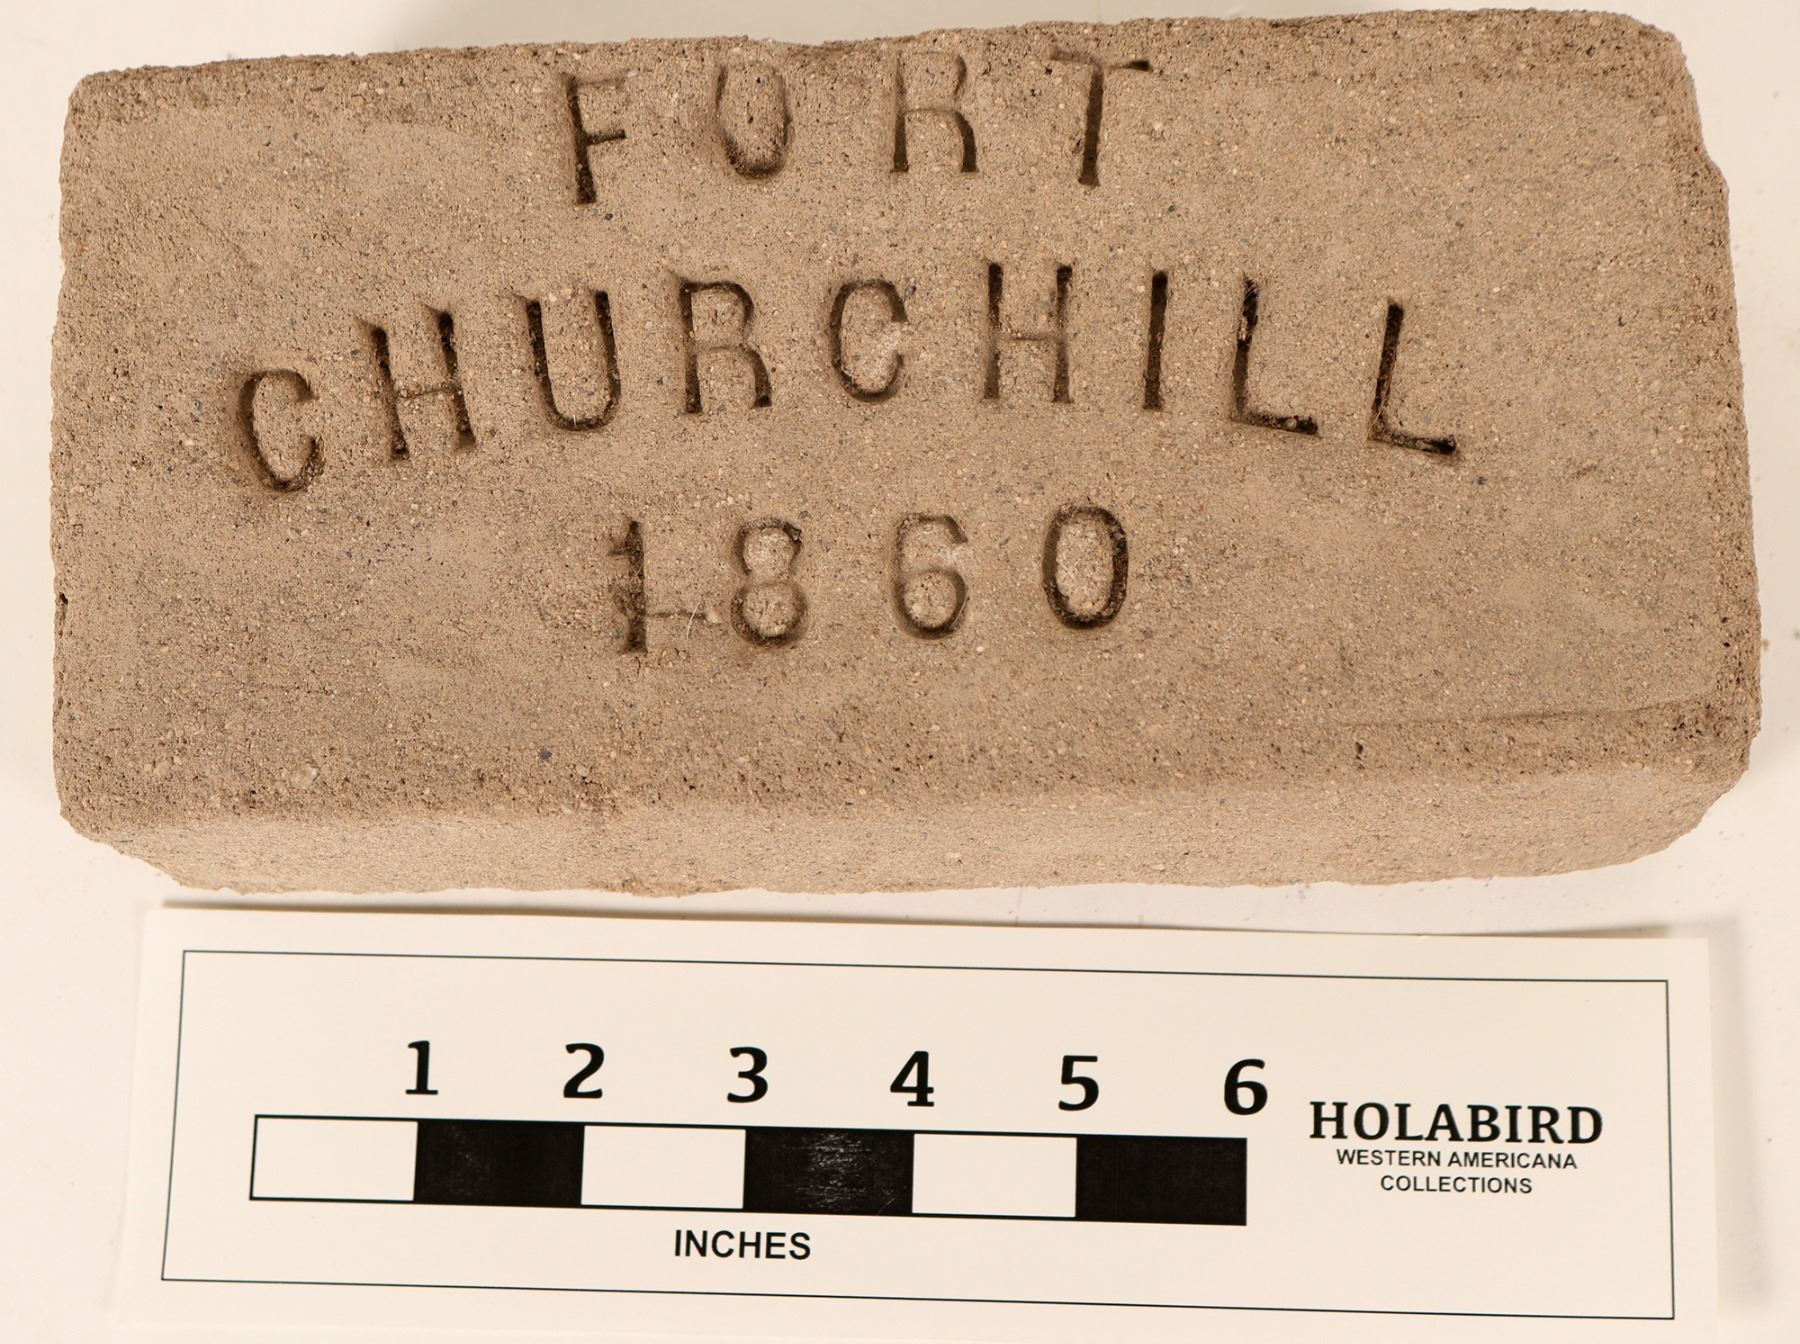 FORT
CHURCHILL
1860
1 2 3 4 5 6
INCHES
HOLABIRD
WESTERN AMERICANA
COLLECTIONS